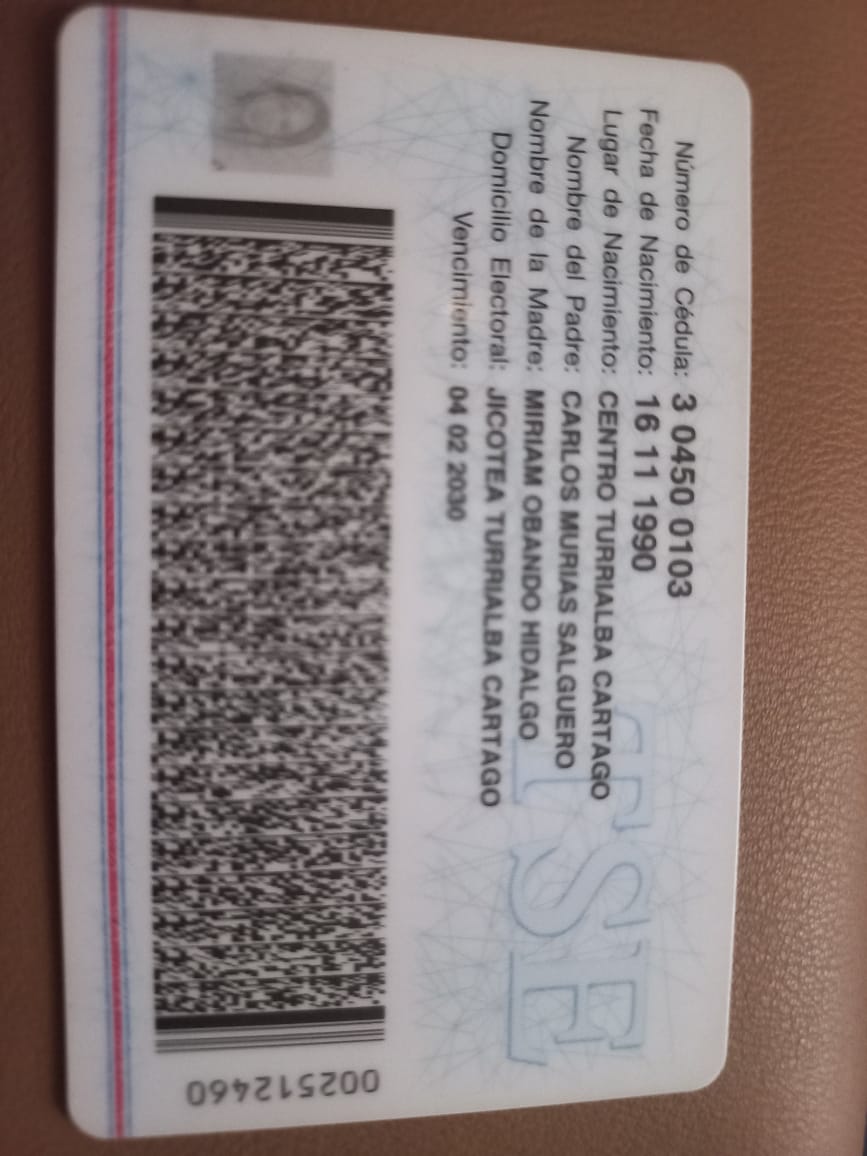 Número de Cédula: 3 0450 0103
Fecha de Nacimiento: 16 11 1990
Lugar de Nacimiento: CENTRO TURRIALBA CARTAGO
Nombre del Padre: CARLOS MURIAS SALGUERO
Nombre de la Madre: MIRIAM OBANDO HIDALGO
Domicilio Electoral: JICOTEA TURRIALBA CARTAGO
Vencimiento: 04 02 2030
TSE
002512460